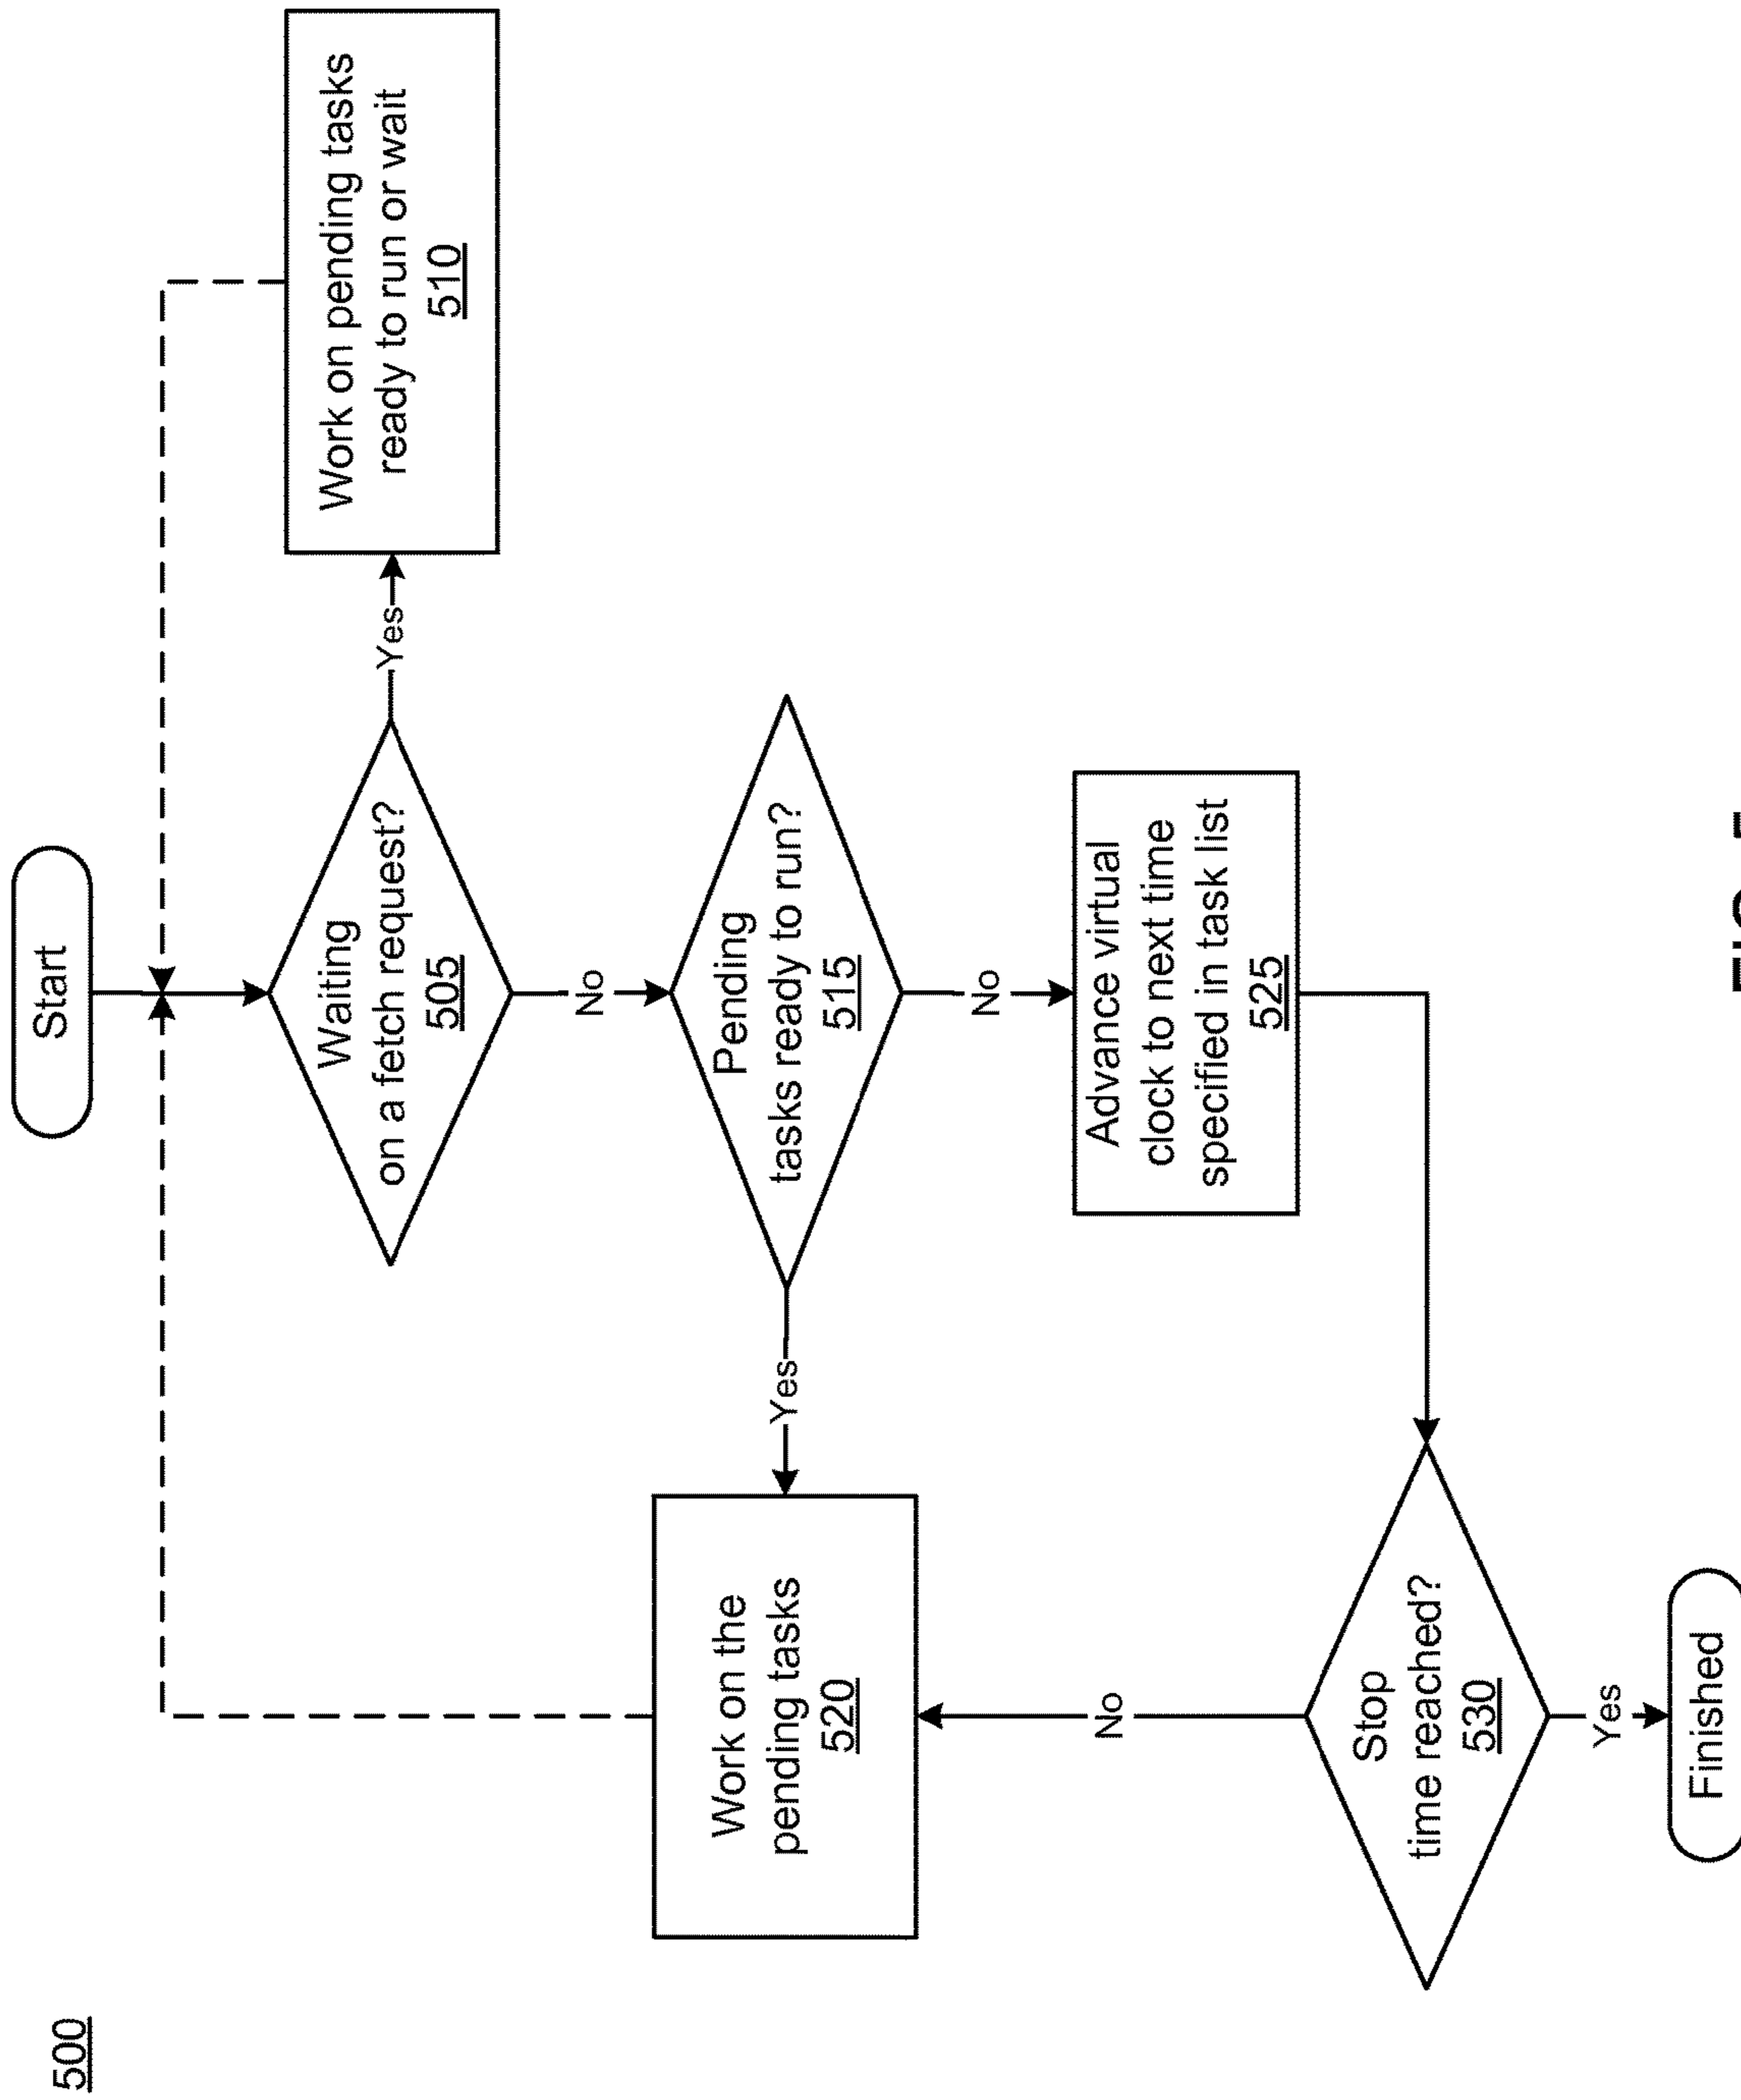 500
Start
Waiting
on a fetch request?
505
Yes
Work on pending tasks
ready to run or wait
510
No
Pending
tasks ready to run?
515
Yes
Work on the
pending tasks
520
No
Advance virtual
clock to next time
specified in task list
525
Stop
time reached?
530
No
Yes
Finished